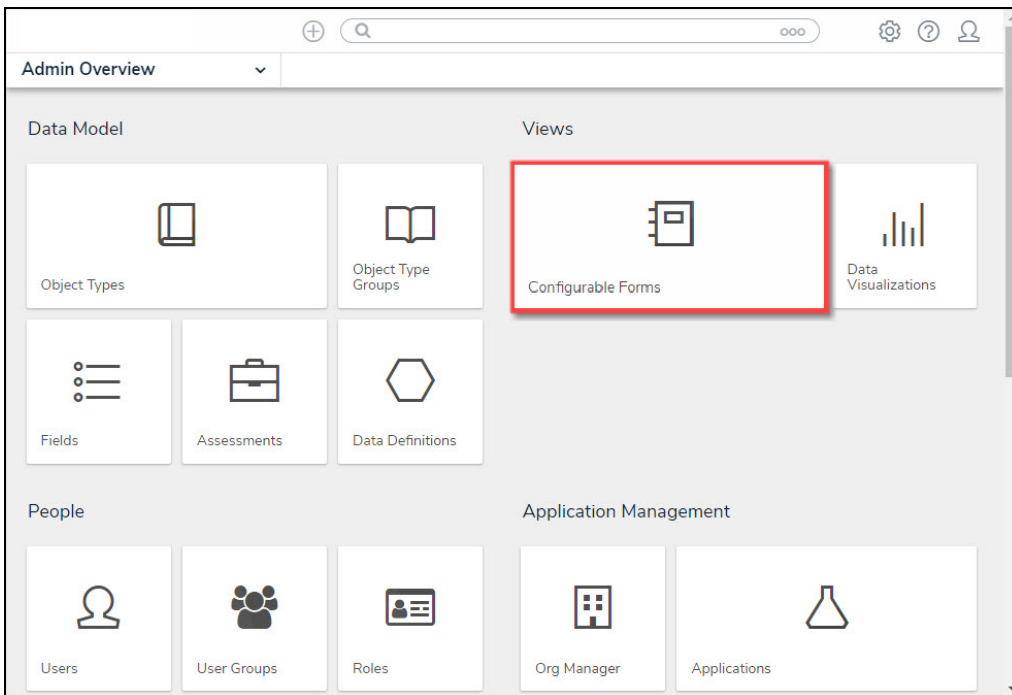 Admin Overview
Data Model
Views
Object Types
Object Type
Groups
Configurable Forms
Data
Visualizations
Fields
Assessments
Data Definitions
People
Application Management
Users
User Groups
Roles
Org Manager
Applications